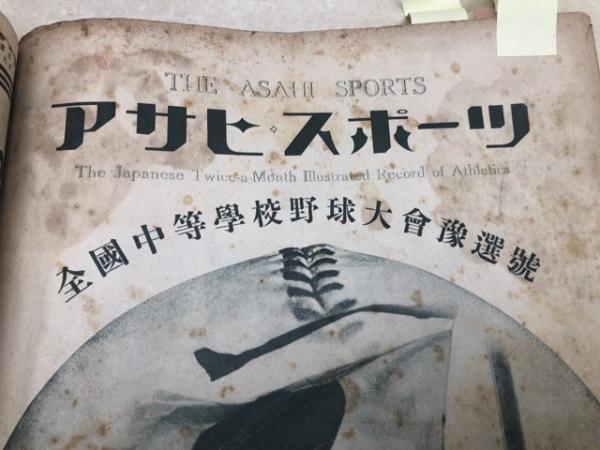 THE ASAHI SPORTS
アサヒ・スポーツ
The Japanese Twice-a-Month Illustrated Record of Athletics
全國中等學校野球大會豫選號